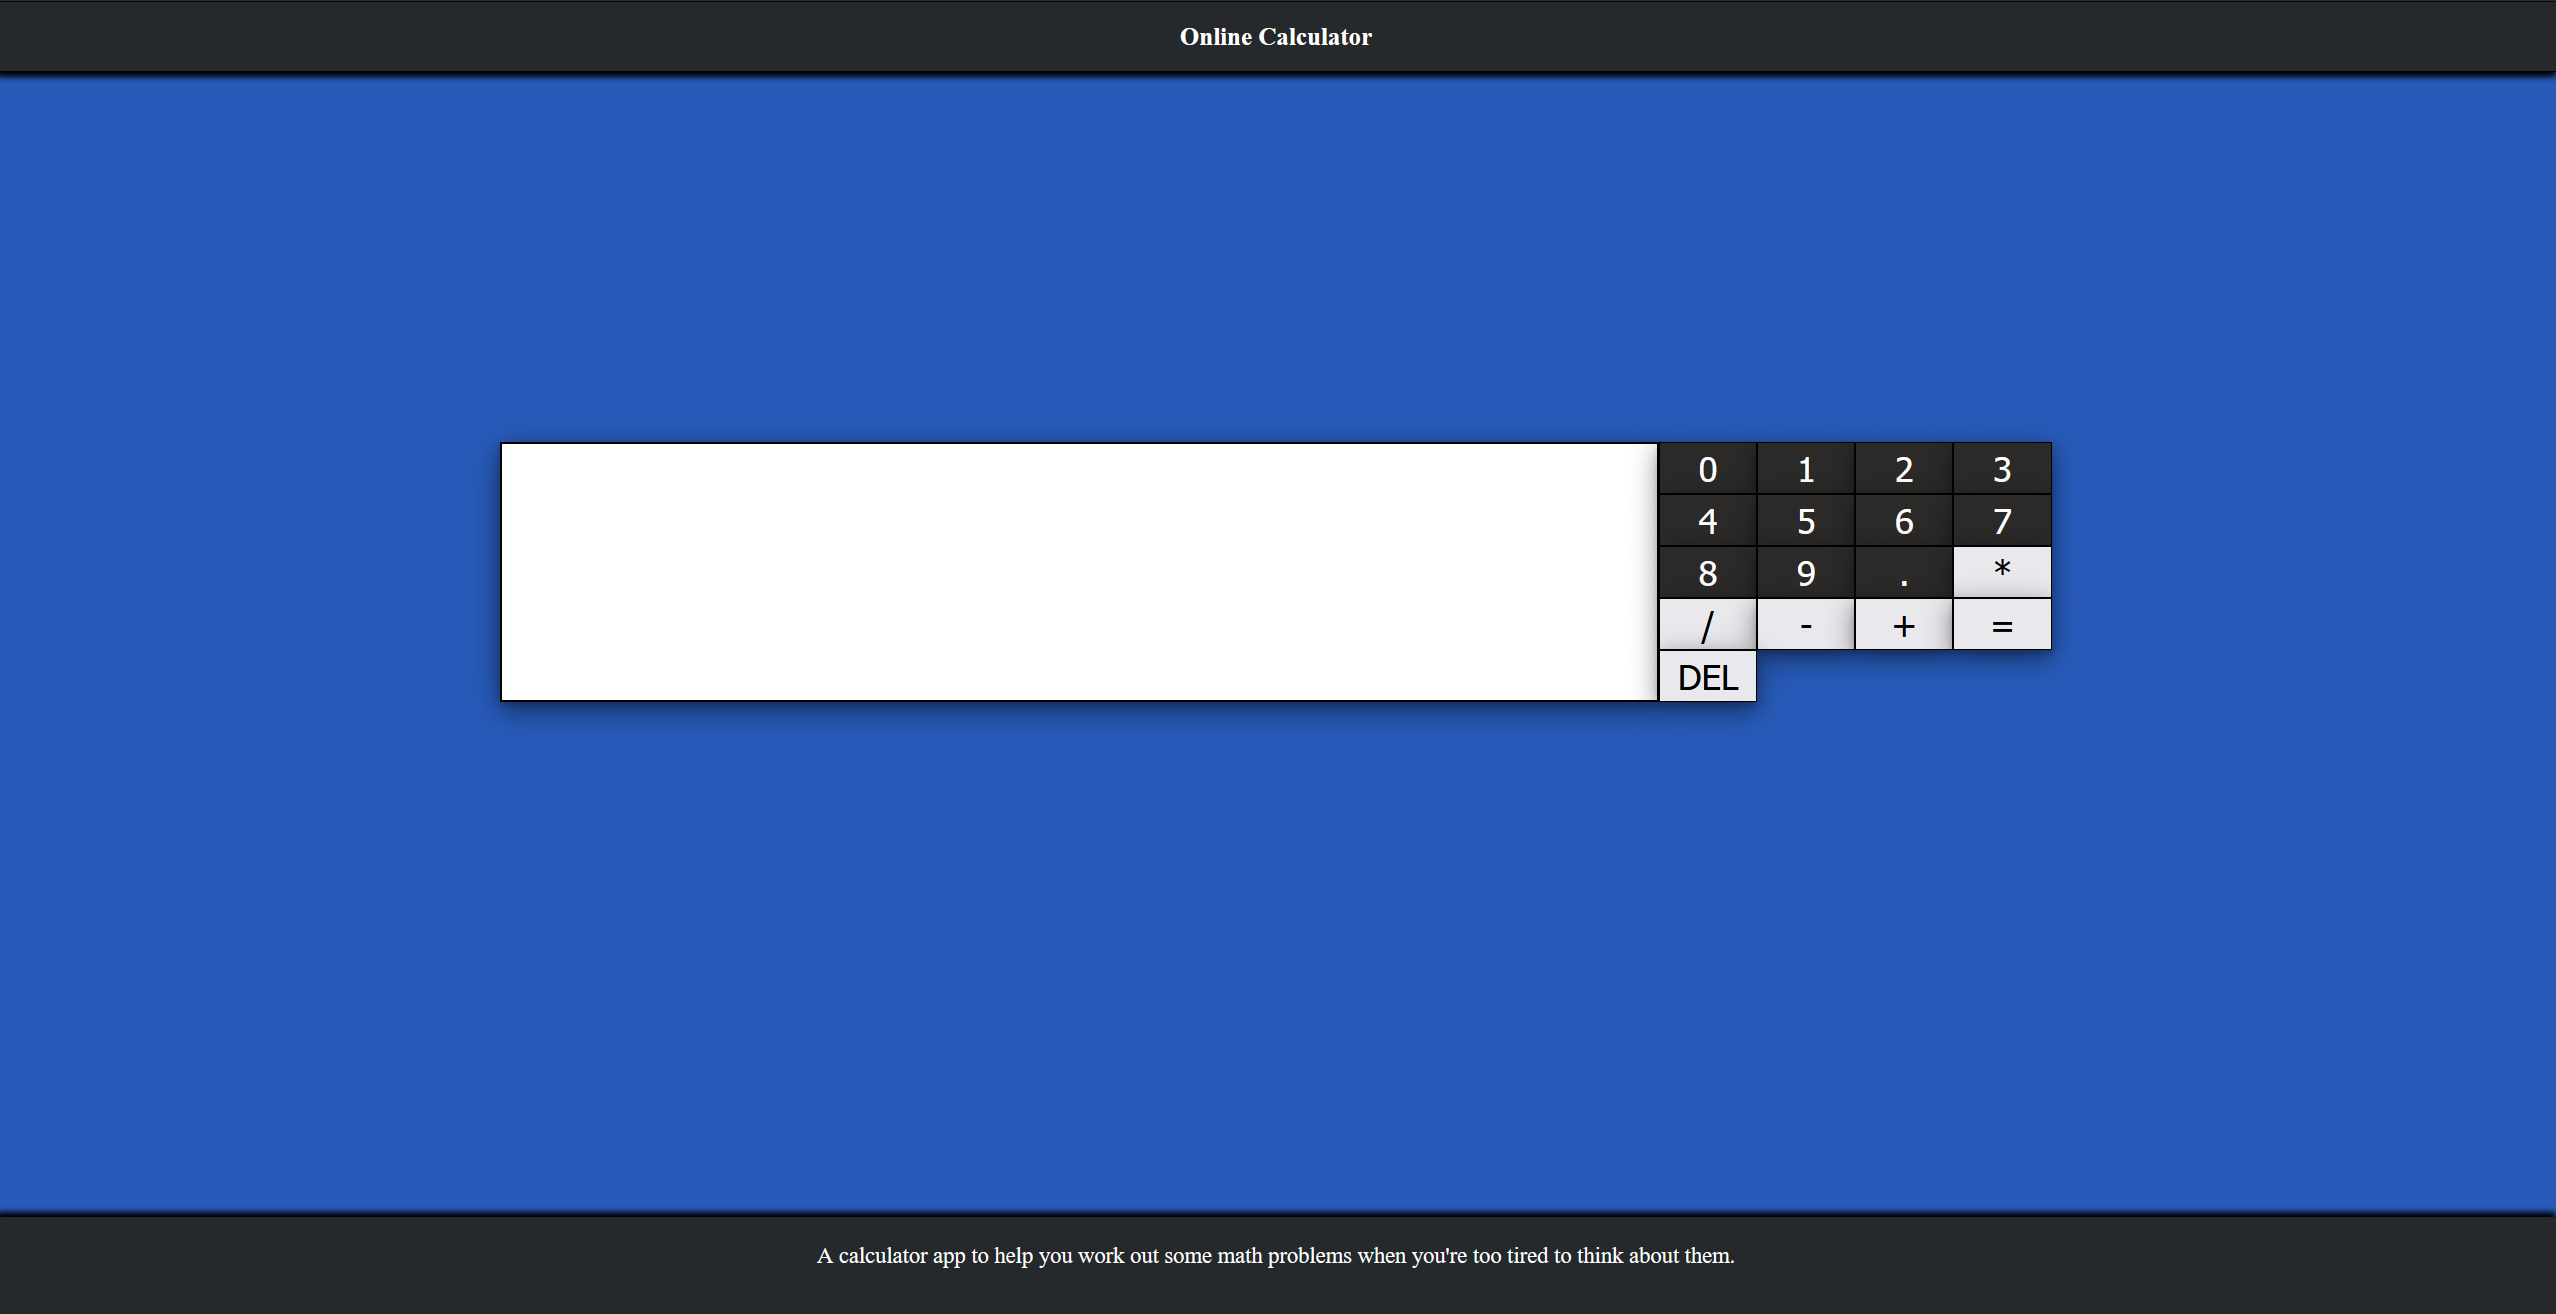 Online Calculator
0 1 2 3
4 5 6 7
8 9 . *
/ - + =
DEL
A calculator app to help you work out some math problems when you're too tired to think about them.